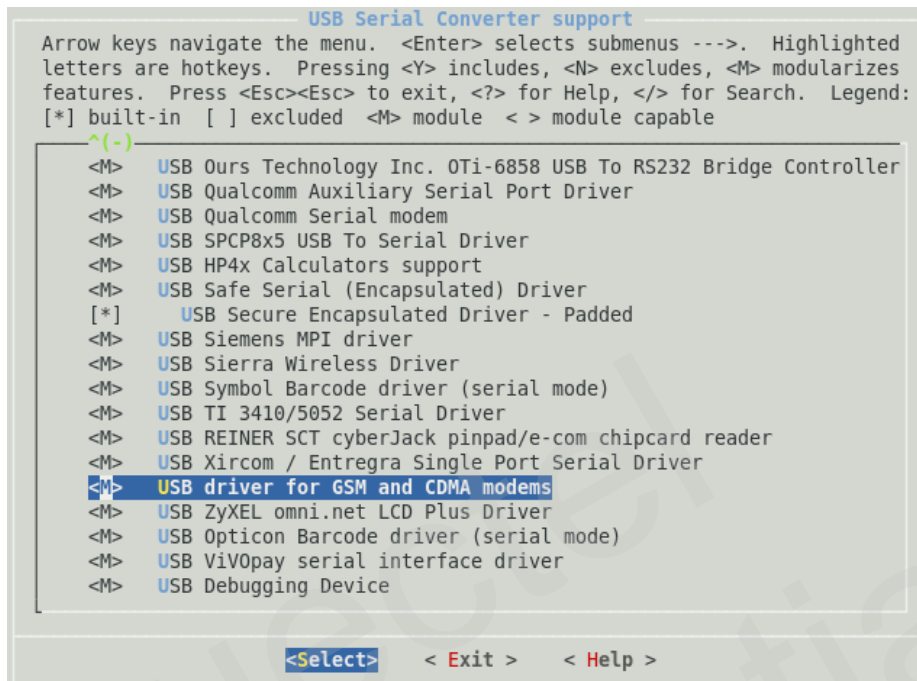 USB Serial Converter support
Arrow keys navigate the menu. <Enter> selects submenus --->. Highlighted
letters are hotkeys. Pressing <Y> includes, <N> excludes, <M> modularizes
features. Press <Esc><Esc> to exit, <?> for Help, </> for Search. Legend:
[*] built-in [ ] excluded <M> module < > module capable
^(-)
<M> USB Ours Technology Inc. OTi-6858 USB To RS232 Bridge Controller
<M> USB Qualcomm Auxiliary Serial Port Driver
<M> USB Qualcomm Serial modem
<M> USB SPCP8x5 USB To Serial Driver
<M> USB HP4x Calculators support
<M> USB Safe Serial (Encapsulated) Driver
[*] USB Secure Encapsulated Driver - Padded
<M> USB Siemens MPI driver
<M> USB Sierra Wireless Driver
<M> USB Symbol Barcode driver (serial mode)
<M> USB TI 3410/5052 Serial Driver
<M> USB REINER SCT cyberJack pinpad/e-com chipcard reader
<M> USB Xircom / Entregra Single Port Serial Driver
<M> USB driver for GSM and CDMA modems
<M> USB ZyXEL omni.net LCD Plus Driver
<M> USB Opticon Barcode driver (serial mode)
<M> USB ViVOpay serial interface driver
<M> USB Debugging Device
<Select> < Exit > < Help >